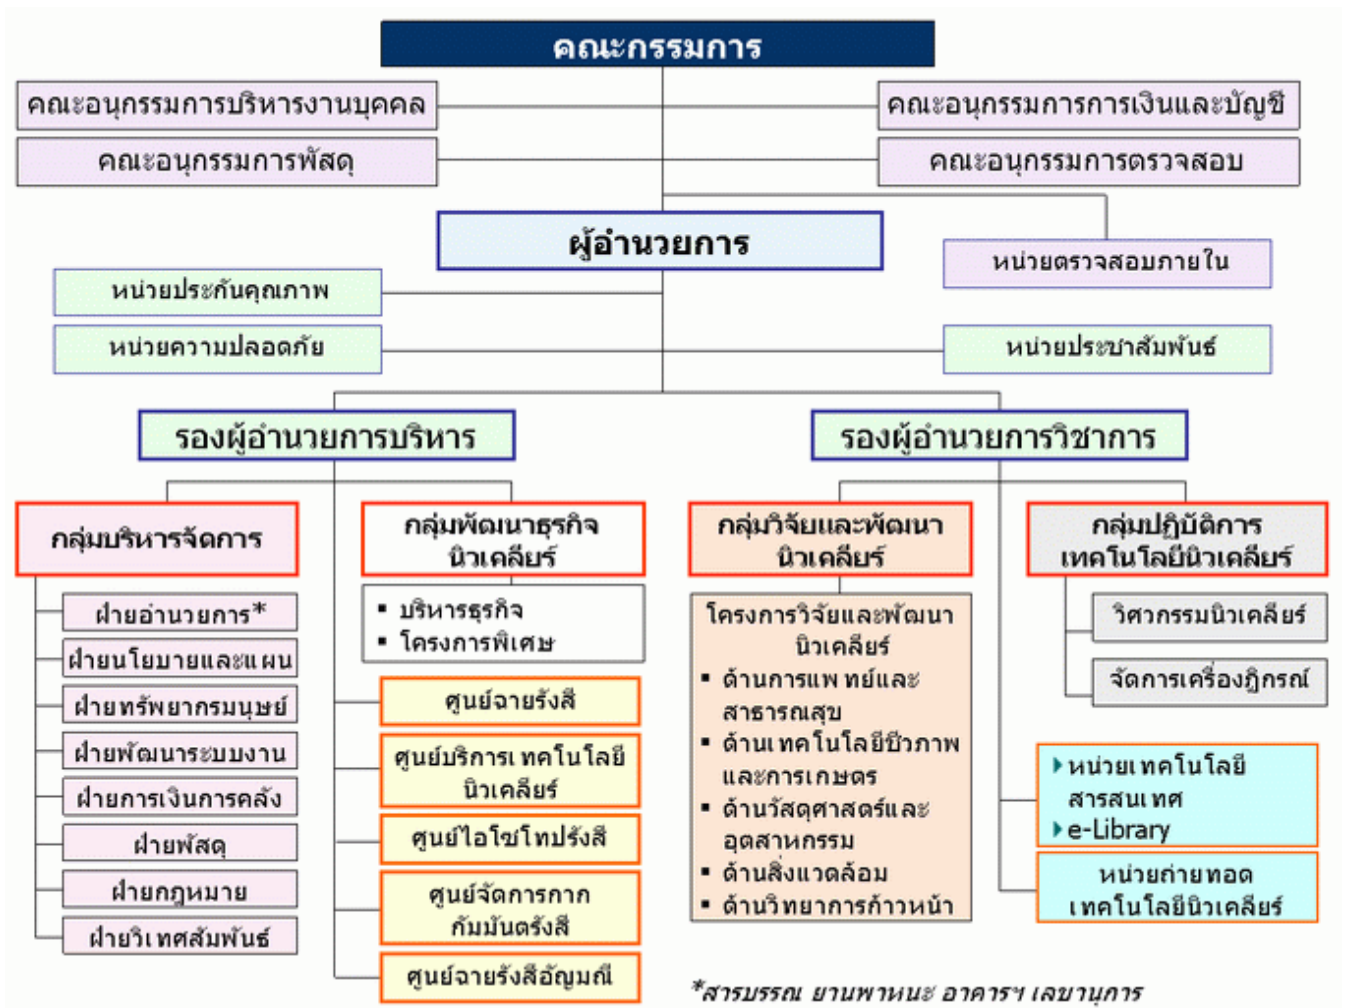 คณะกรรมการ
คณะอนุกรรมการบริหารงานบุคคล
คณะอนุกรรมการการเงินและบัญชี
คณะอนุกรรมการพัสดุ
คณะอนุกรรมการตรวจสอบ
ผู้อำนวยการ
หน่วยตรวจสอบภายใน
หน่วยประกันคุณภาพ
หน่วยความปลอดภัย
หน่วยประชาสัมพันธ์
รองผู้อำนวยการบริหาร
รองผู้อำนวยการวิชาการ
กลุ่มบริหารจัดการ
ฝ่ายอำนวยการ*
ฝ่ายนโยบายและแผน
ฝ่ายทรัพยากรมนุษย์
ฝ่ายพัฒนาระบบงาน
ฝ่ายการเงินการคลัง
ฝ่ายพัสดุ
ฝ่ายกฎหมาย
ฝ่ายวิเทศสัมพันธ์
กลุ่มพัฒนาธุรกิจ
นิวเคลียร์
▪ บริหารธุรกิจ
▪ โครงการพิเศษ
ศูนย์ฉายรังสี
ศูนย์บริการเทคโนโลยี
นิวเคลียร์
ศูนย์ไอโซโทปรังสี
ศูนย์จัดการกาก
กัมมันตรังสี
ศูนย์ฉายรังสีอัญมณี
กลุ่มวิจัยและพัฒนา
นิวเคลียร์
โครงการวิจัยและพัฒนา
นิวเคลียร์
▪ ด้านการแพทย์และ
สาธารณสุข
▪ ด้านเทคโนโลยีชีวภาพ
และการเกษตร
▪ ด้านวัสดุศาสตร์และ
อุตสาหกรรม
▪ ด้านสิ่งแวดล้อม
▪ ด้านวิทยาการก้าวหน้า
กลุ่มปฏิบัติการ
เทคโนโลยีนิวเคลียร์
วิศวกรรมนิวเคลียร์
จัดการเครื่องฏิกรณ์
หน่วยเทคโนโลยี
สารสนเทศ
e-Library
หน่วยถ่ายทอด
เทคโนโลยีนิวเคลียร์
*สารบรรณ ยานพาหนะ อาคารฯ เลขานุการ